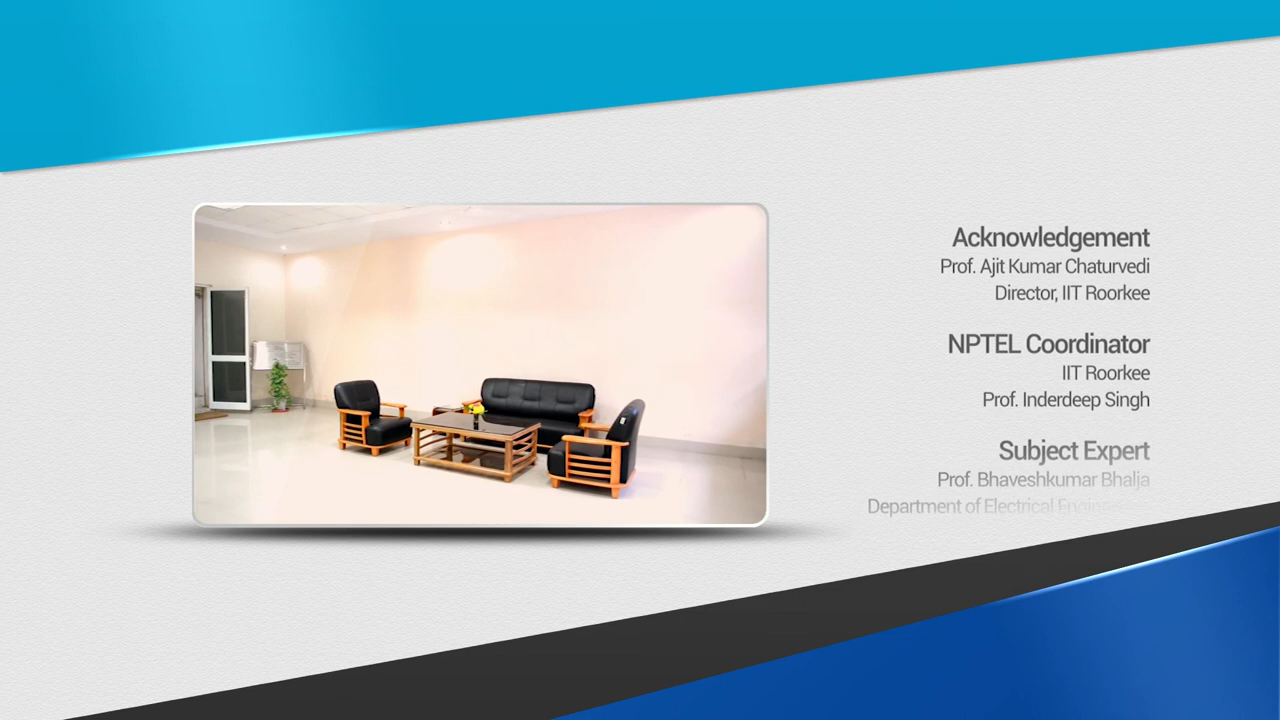 Acknowledgement
Prof. Ajit Kumar Chaturvedi
Director, IIT Roorkee
NPTEL Coordinator
IIT Roorkee
Prof. Inderdeep Singh
Subject Expert
Prof. Bhaveshkumar Bhalja
Department of Electrical